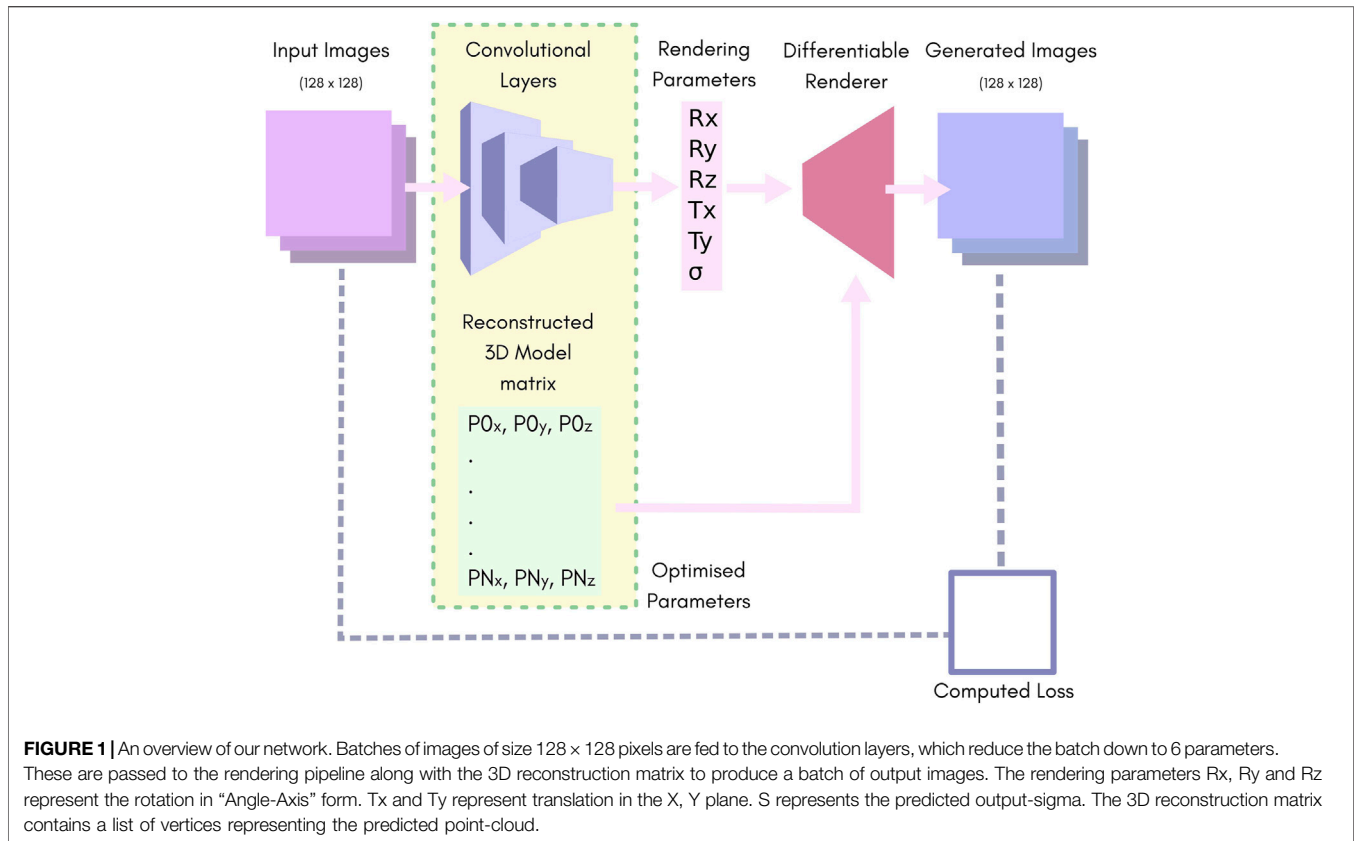 Input Images
(128 x 128)
Convolutional
Layers
Rendering
Parameters
Differentiable
Renderer
Generated Images
(128 x 128)
Rx
Ry
Rz
Tx
Ty
σ
Reconstructed
3D Model
matrix
P0x, P0y, P0z
.
.
.
.
PNx, PNy, PNz
Optimised
Parameters
Computed Loss
FIGURE 1 | An overview of our network. Batches of images of size 128 × 128 pixels are fed to the convolution layers, which reduce the batch down to 6 parameters.
These are passed to the rendering pipeline along with the 3D reconstruction matrix to produce a batch of output images. The rendering parameters Rx, Ry and Rz
represent the rotation in “Angle-Axis” form. Tx and Ty represent translation in the X, Y plane. S represents the predicted output-sigma. The 3D reconstruction matrix
contains a list of vertices representing the predicted point-cloud.